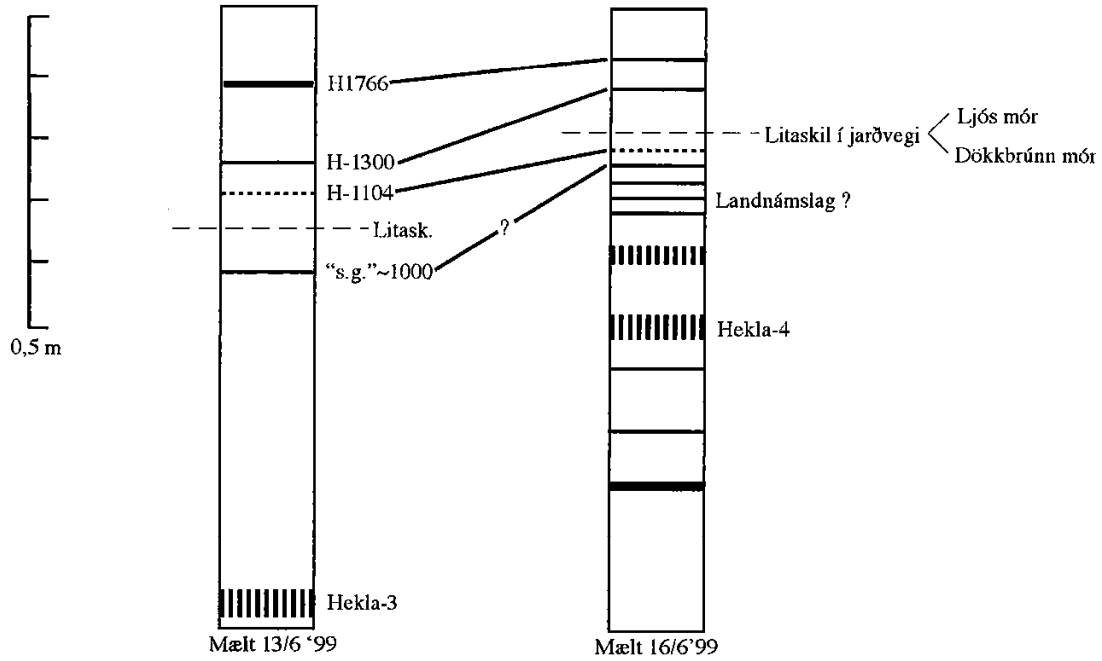 H1766
H-1300
H-1104
Litask.
?
“s.g.”~1000
Hekla-3
0,5 m
Mælt 13/6 ‘99
Litaskil í jarðvegi
Ljós mór
Dökkbrúnn mór
Landnámslag ?
Hekla-4
Mælt 16/6’99